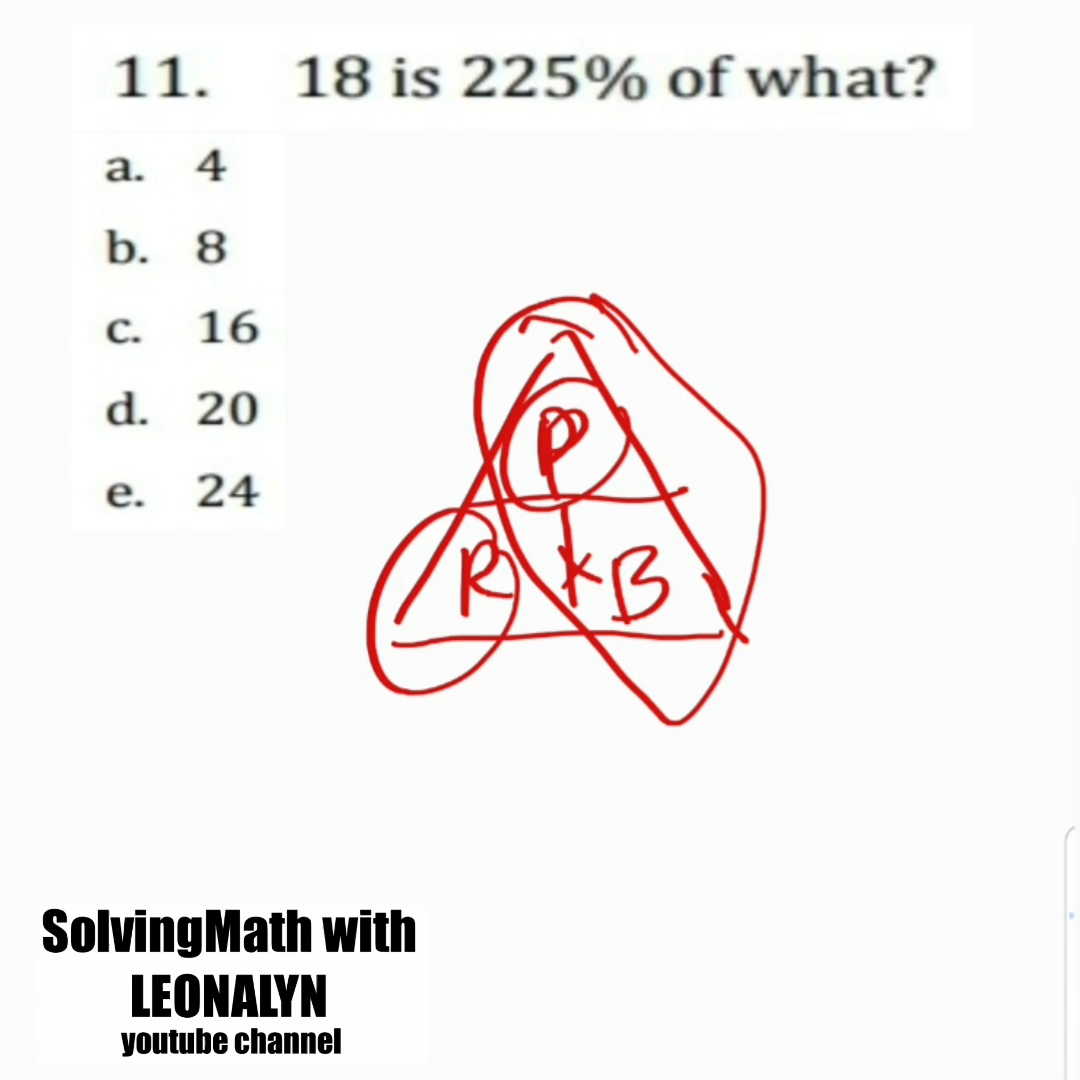 11. 18 is 225% of what?
a. 4
b. 8
c. 16
d. 20
e. 24
P
R x B
SolvingMath with
LEONALYN
youtube channel